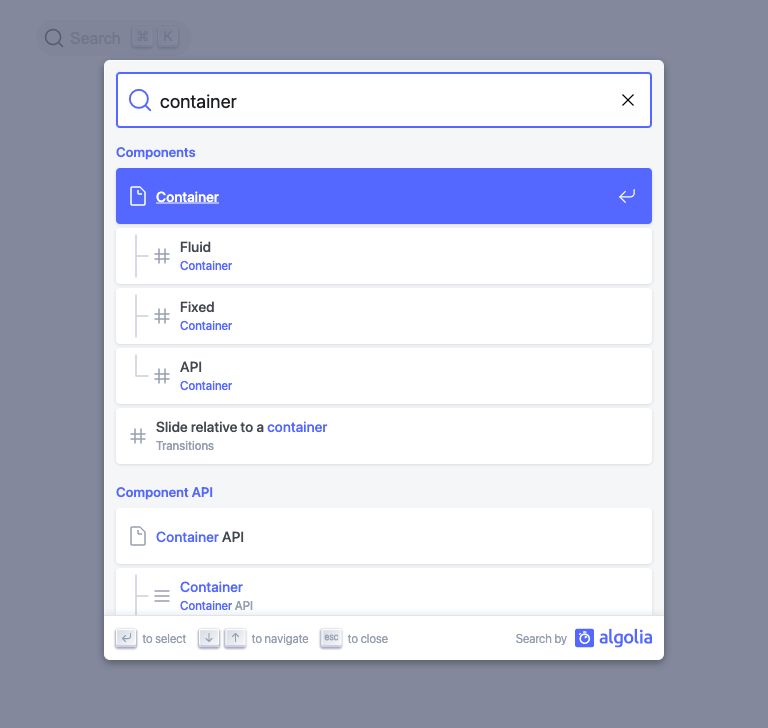 Search ⌘ K
container
Components
Container
Fluid
Container
Fixed
Container
API
Container
Slide relative to a container
Transitions
Component API
Container API
Container
Container API
to select
to navigate
esc to close
Search by algolia